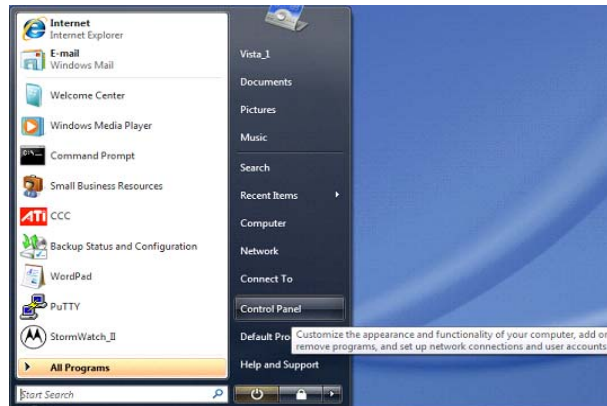 Internet
Internet Explorer
E-mail
Windows Mail
Welcome Center
Windows Media Player
Command Prompt
Small Business Resources
ATI CCC
Backup Status and Configuration
WordPad
PuTTY
StormWatch_II
All Programs
Start Search
Vista_1
Documents
Pictures
Music
Search
Recent Items
Computer
Network
Connect To
Control Panel
Default Pro
Customize the appearance and functionality of your computer, add or
remove programs, and set up network connections and user accounts
Help and Support